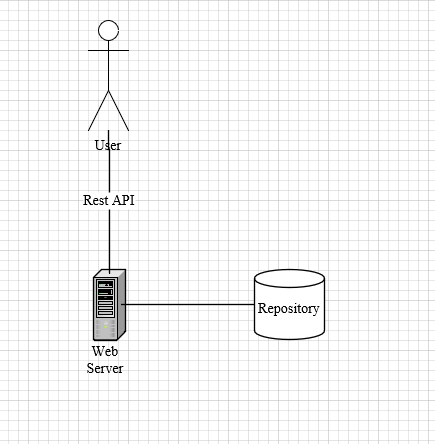 User
Rest API
Repository
Web
Server